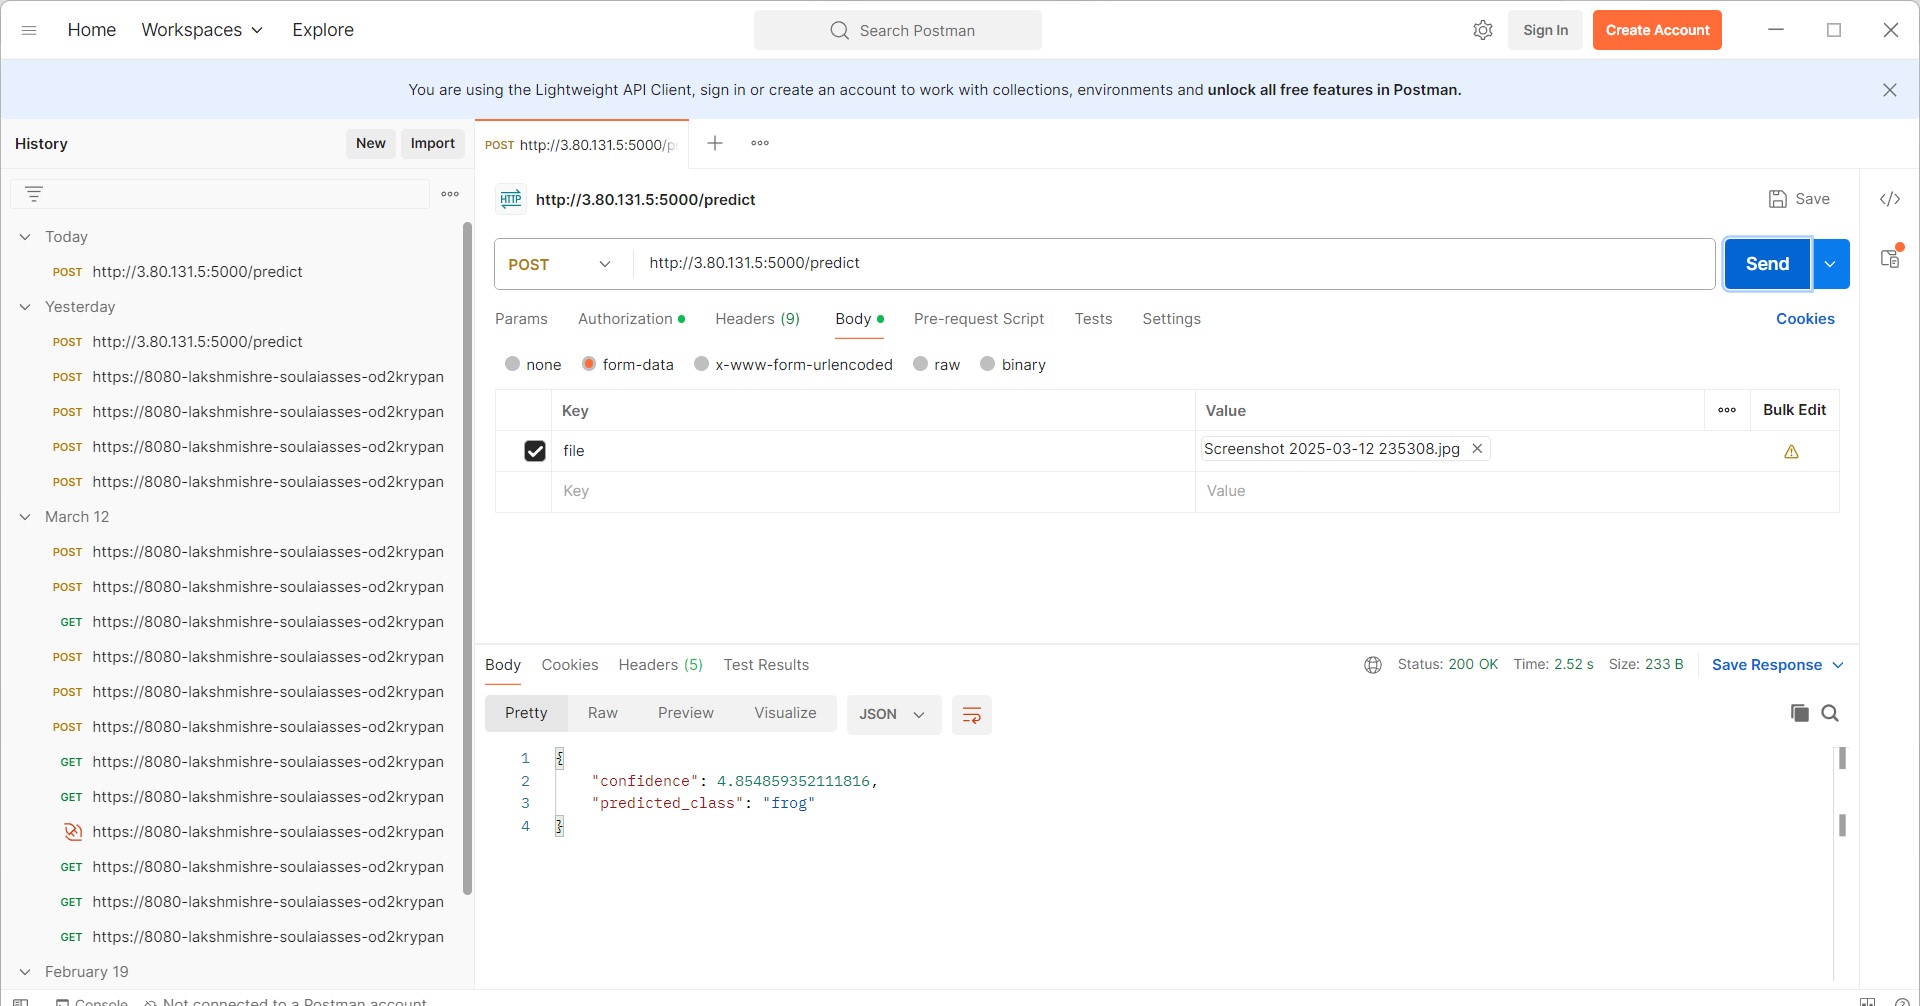 Home Workspaces Explore Search Postman Sign In Create Account
You are using the Lightweight API Client, sign in or create an account to work with collections, environments and unlock all free features in Postman.
History New Import
POST http://3.80.131.5:5000/p
HTTP http://3.80.131.5:5000/predict Save
Today
POST http://3.80.131.5:5000/predict
Yesterday
POST http://3.80.131.5:5000/predict
POST https://8080-lakshmishre-soulaiasses-od2krypan
POST https://8080-lakshmishre-soulaiasses-od2krypan
POST https://8080-lakshmishre-soulaiasses-od2krypan
POST https://8080-lakshmishre-soulaiasses-od2krypan
March 12
POST https://8080-lakshmishre-soulaiasses-od2krypan
POST https://8080-lakshmishre-soulaiasses-od2krypan
GET https://8080-lakshmishre-soulaiasses-od2krypan
POST https://8080-lakshmishre-soulaiasses-od2krypan
POST https://8080-lakshmishre-soulaiasses-od2krypan
POST https://8080-lakshmishre-soulaiasses-od2krypan
GET https://8080-lakshmishre-soulaiasses-od2krypan
GET https://8080-lakshmishre-soulaiasses-od2krypan
https://8080-lakshmishre-soulaiasses-od2krypan
GET https://8080-lakshmishre-soulaiasses-od2krypan
GET https://8080-lakshmishre-soulaiasses-od2krypan
GET https://8080-lakshmishre-soulaiasses-od2krypan
February 19
POST http://3.80.131.5:5000/predict Send
Params Authorization Headers (9) Body Pre-request Script Tests Settings Cookies
none form-data x-www-form-urlencoded raw binary
Key Value Bulk Edit
file Screenshot 2025-03-12 235308.jpg
Key Value
Body Cookies Headers (5) Test Results Status: 200 OK Time: 2.52 s Size: 233 B Save Response
Pretty Raw Preview Visualize JSON
1 {
2 "confidence": 4.854859352111816,
3 "predicted_class": "frog"
4 }
Console Not connected to a Postman account